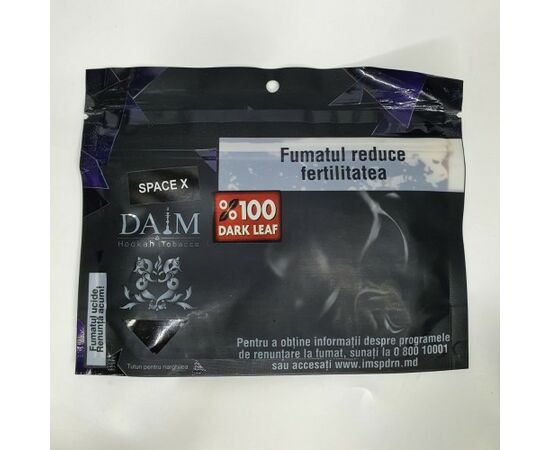 Fumatul reduce
fertilitatea
SPACE X
DAIM
Hookah Tobacco
%100
DARK LEAF
Fumatul ucide.
Renunță acum!
Pentru a obține informații despre programele
de renunțare la fumat, sunați la 0 800 10001
sau accesați www.imspdrn.md
Tutun pentru narghilea